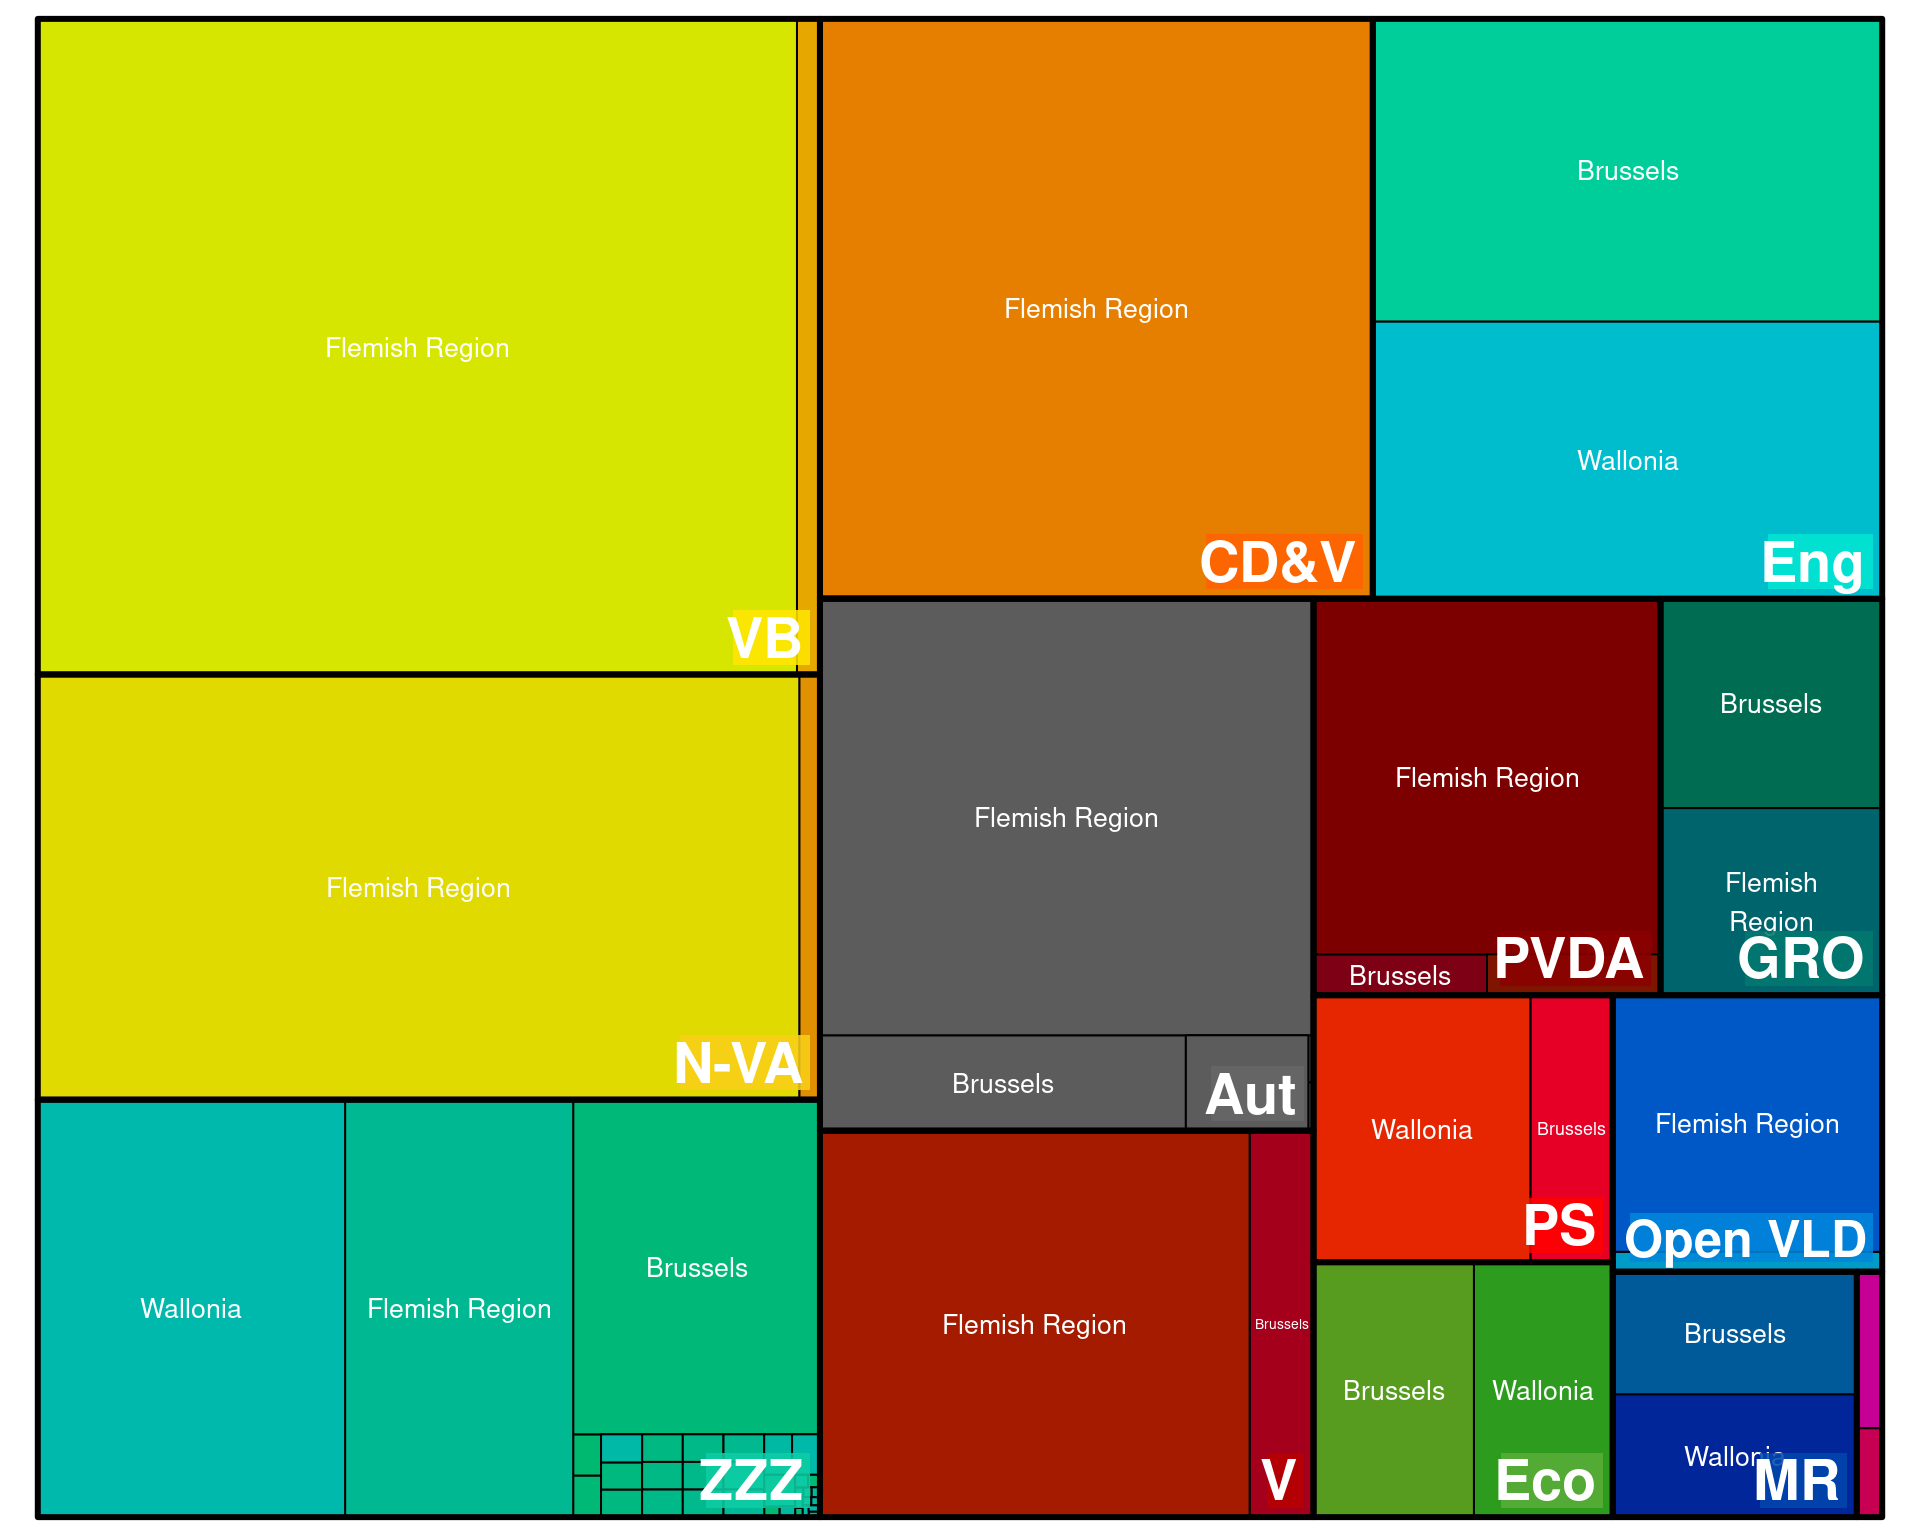 Flemish Region
VB
Flemish Region
CD&V
Brussels
Wallonia
Eng
Flemish Region
N-VA
Flemish Region
Brussels
Aut
Flemish Region
Brussels
PVDA
Brussels
Flemish
Region
GRO
Wallonia
Flemish Region
Brussels
ZZZ
Flemish Region
Brussels
V
Wallonia
Brussels
PS
Flemish Region
Open VLD
Brussels
Wallonia
Eco
Brussels
Wallonia
MR